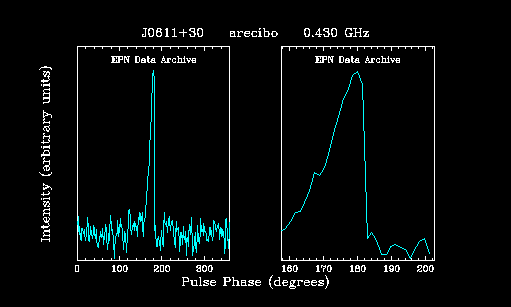 J0611+30 arecibo 0.430 GHz
EPN Data Archive
EPN Data Archive
Intensity (arbitrary units)
0 100 200 300
160 170 180 190 200
Pulse Phase (degrees)